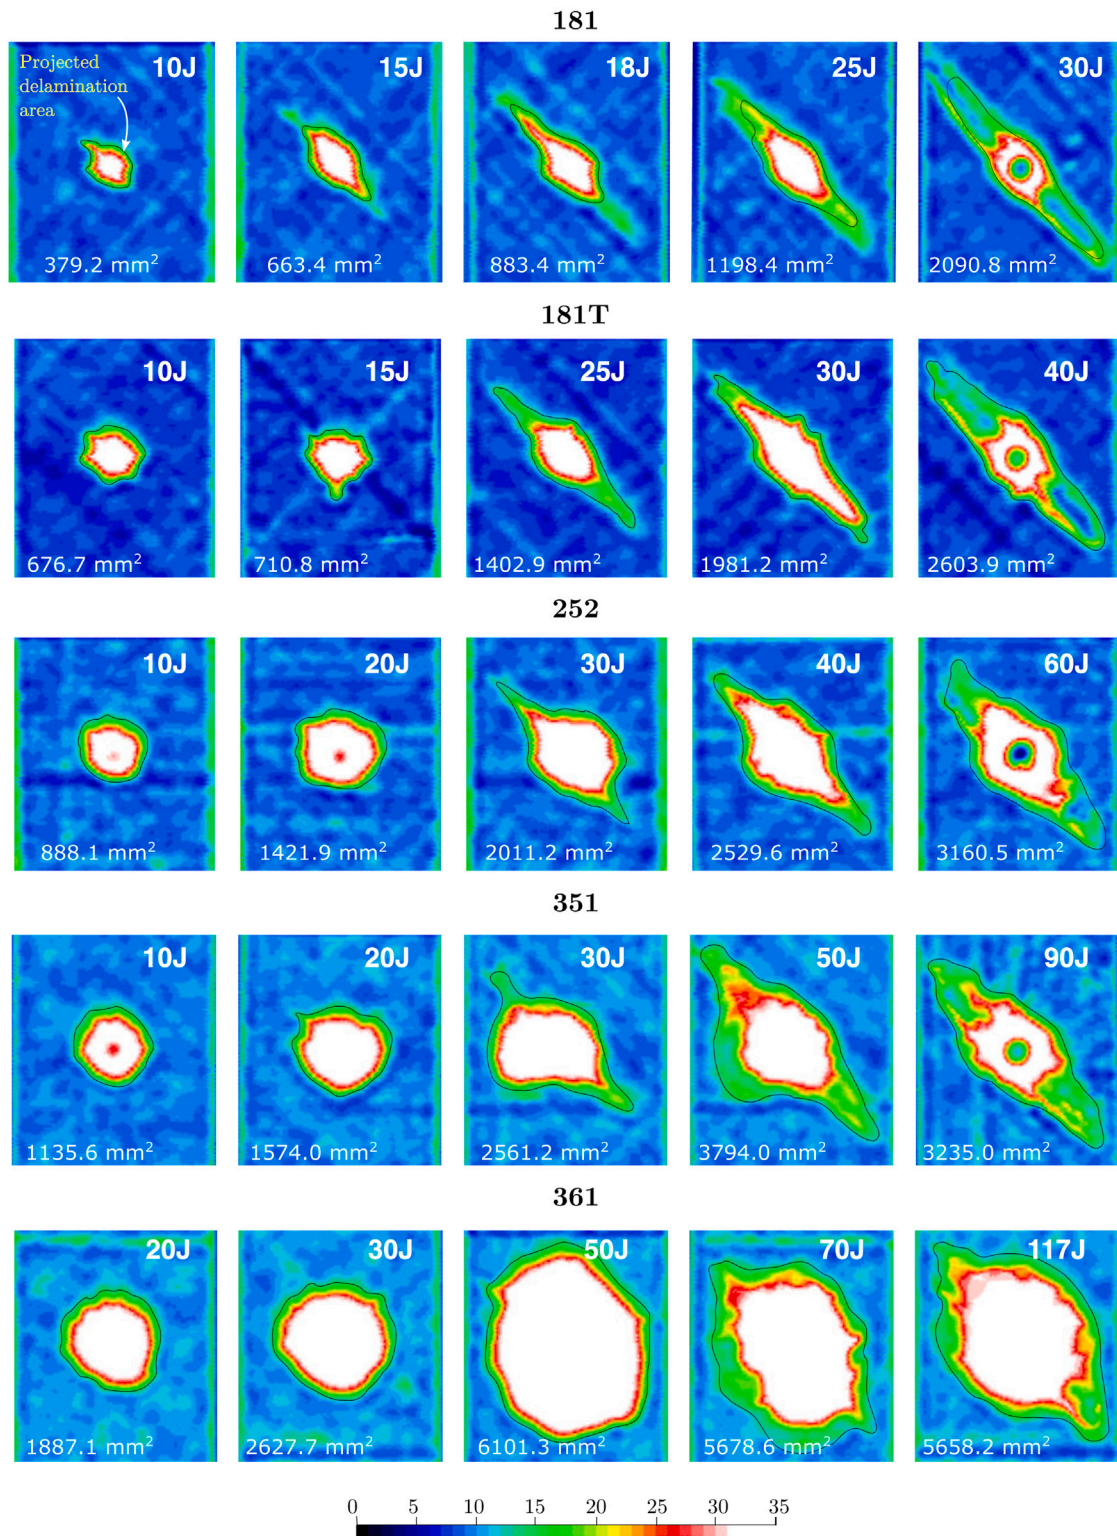 181
Projected
delamination
area
10J
15J
18J
25J
30J
379.2 mm²
663.4 mm²
883.4 mm²
1198.4 mm²
2090.8 mm²
181T
10J
15J
25J
30J
40J
676.7 mm²
710.8 mm²
1402.9 mm²
1981.2 mm²
2603.9 mm²
252
10J
20J
30J
40J
60J
888.1 mm²
1421.9 mm²
2011.2 mm²
2529.6 mm²
3160.5 mm²
351
10J
20J
30J
50J
90J
1135.6 mm²
1574.0 mm²
2561.2 mm²
3794.0 mm²
3235.0 mm²
361
20J
30J
50J
70J
117J
1887.1 mm²
2627.7 mm²
6101.3 mm²
5678.6 mm²
5658.2 mm²
0 5 10 15 20 25 30 35